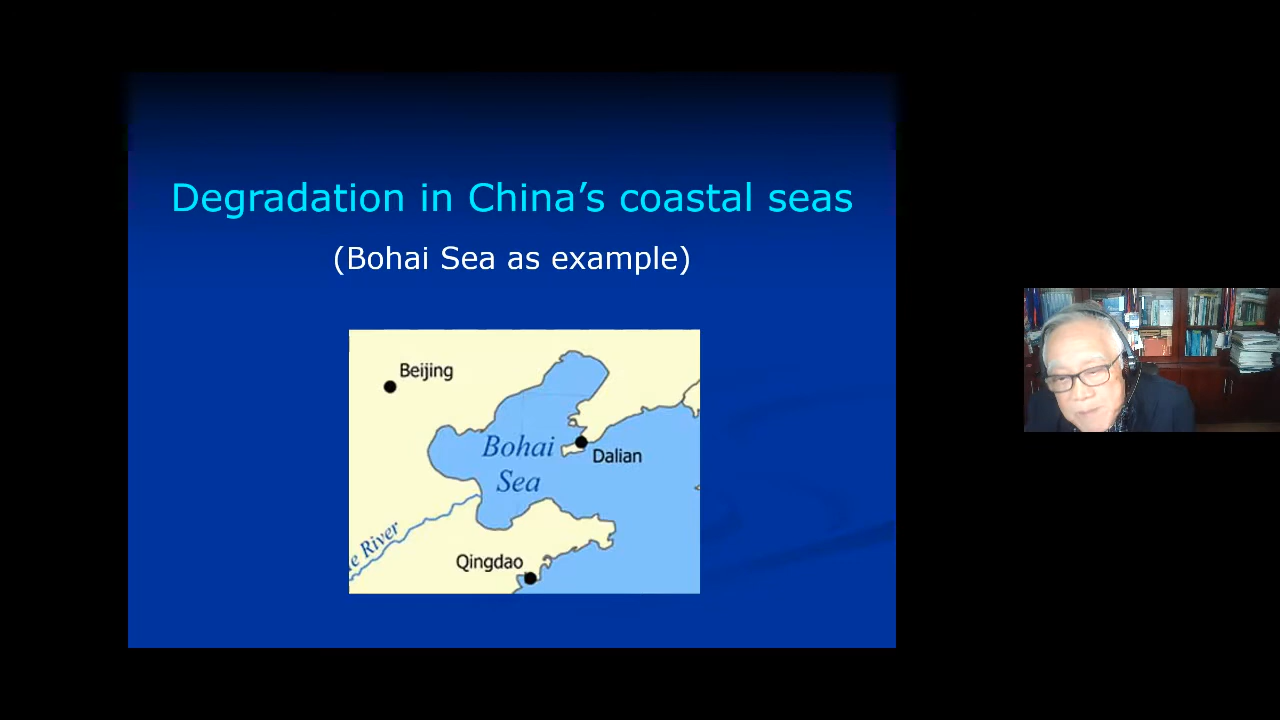 Degradation in China’s coastal seas
(Bohai Sea as example)
Beijing
Bohai
Sea
Dalian
e River
Qingdao